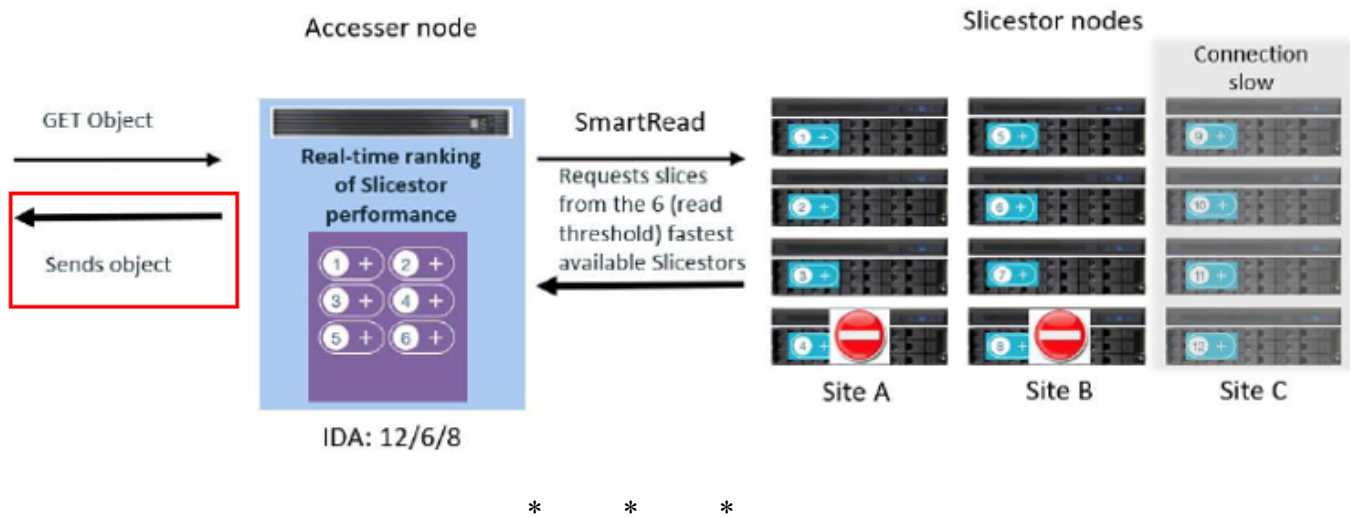 Accesser node
Slicestor nodes
Connection
slow
GET Object
Sends object
Real-time ranking
of Slicestor
performance
1 + 2 +
3 + 4 +
5 + 6 +
IDA: 12/6/8
SmartRead
Requests slices
from the 6 (read
threshold) fastest
available Slicestors
1 + 5 + 9 +
2 + 6 + 10 +
3 + 7 + 11 +
4 + 8 + 12 +
Site A Site B Site C
* * *